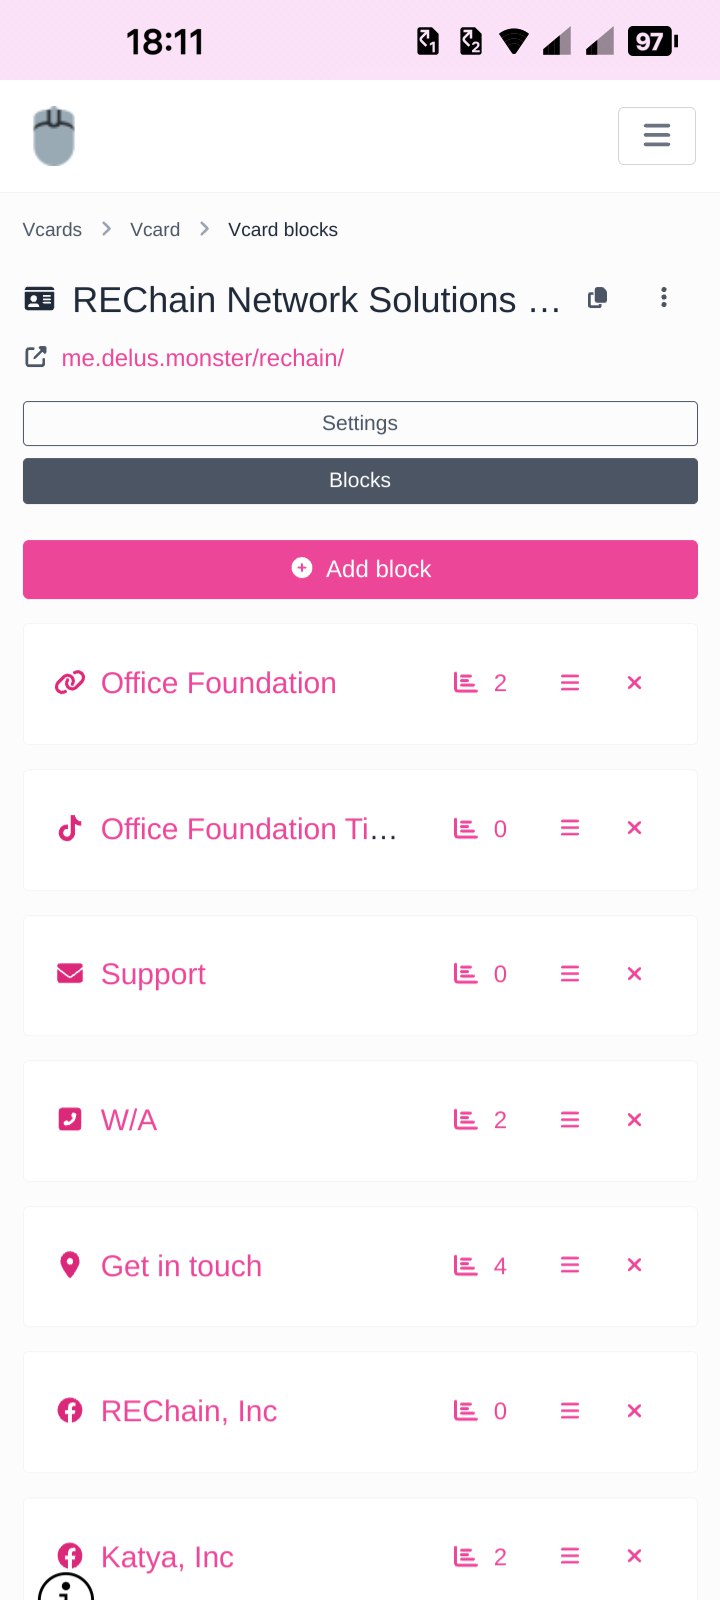 18:11
1 2 97
Vcards > Vcard > Vcard blocks
REChain Network Solutions ...
me.delus.monster/rechain/
Settings
Blocks
Add block
Office Foundation 2
Office Foundation Ti... 0
Support 0
W/A 2
Get in touch 4
REChain, Inc 0
Katya, Inc 2